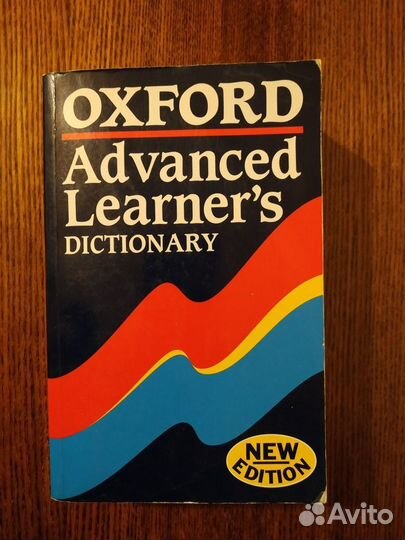 OXFORD
Advanced
Learner's
DICTIONARY
NEW
EDITION
Avito